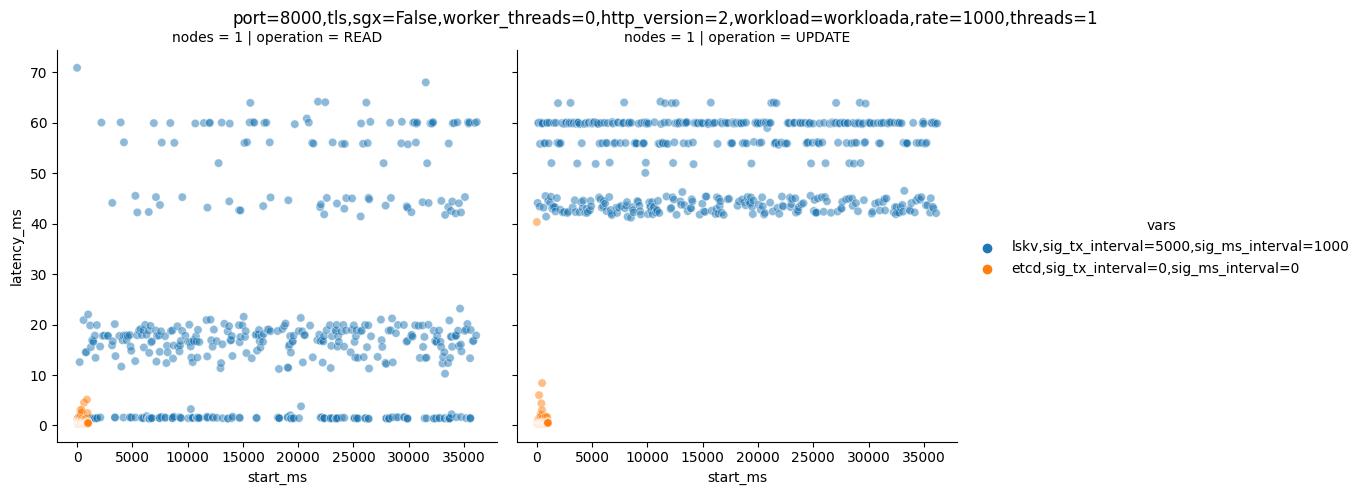 port=8000,tls,sgx=False,worker_threads=0,http_version=2,workload=workloada,rate=1000,threads=1
nodes = 1 | operation = READ
nodes = 1 | operation = UPDATE
70
60
50
40
30
20
10
0
latency_ms
0 5000 10000 15000 20000 25000 30000 35000
start_ms
0 5000 10000 15000 20000 25000 30000 35000
start_ms
vars
lskv,sig_tx_interval=5000,sig_ms_interval=1000
etcd,sig_tx_interval=0,sig_ms_interval=0